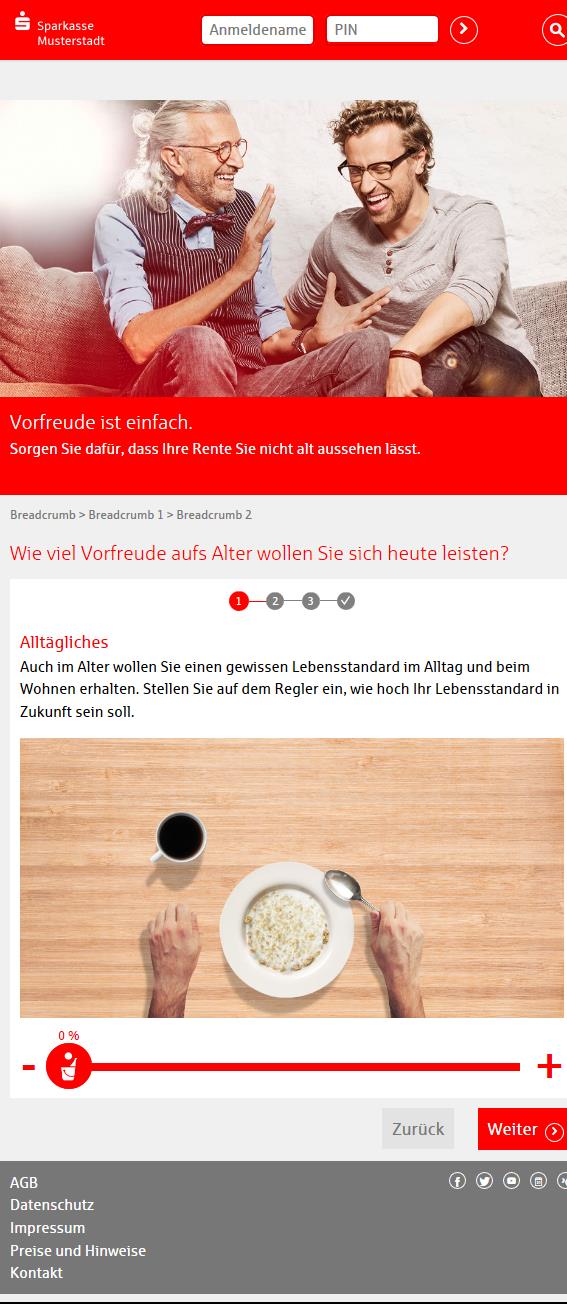 Sparkasse
Musterstadt
Anmeldename
PIN
Vorfreude ist einfach.
Sorgen Sie dafür, dass Ihre Rente Sie nicht alt aussehen lässt.
Breadcrumb > Breadcrumb 1 > Breadcrumb 2
Wie viel Vorfreude aufs Alter wollen Sie sich heute leisten?
1 2 3
Alltägliches
Auch im Alter wollen Sie einen gewissen Lebensstandard im Alltag und beim
Wohnen erhalten. Stellen Sie auf dem Regler ein, wie hoch Ihr Lebensstandard in
Zukunft sein soll.
0 %
- +
Zurück
Weiter
AGB
Datenschutz
Impressum
Preise und Hinweise
Kontakt